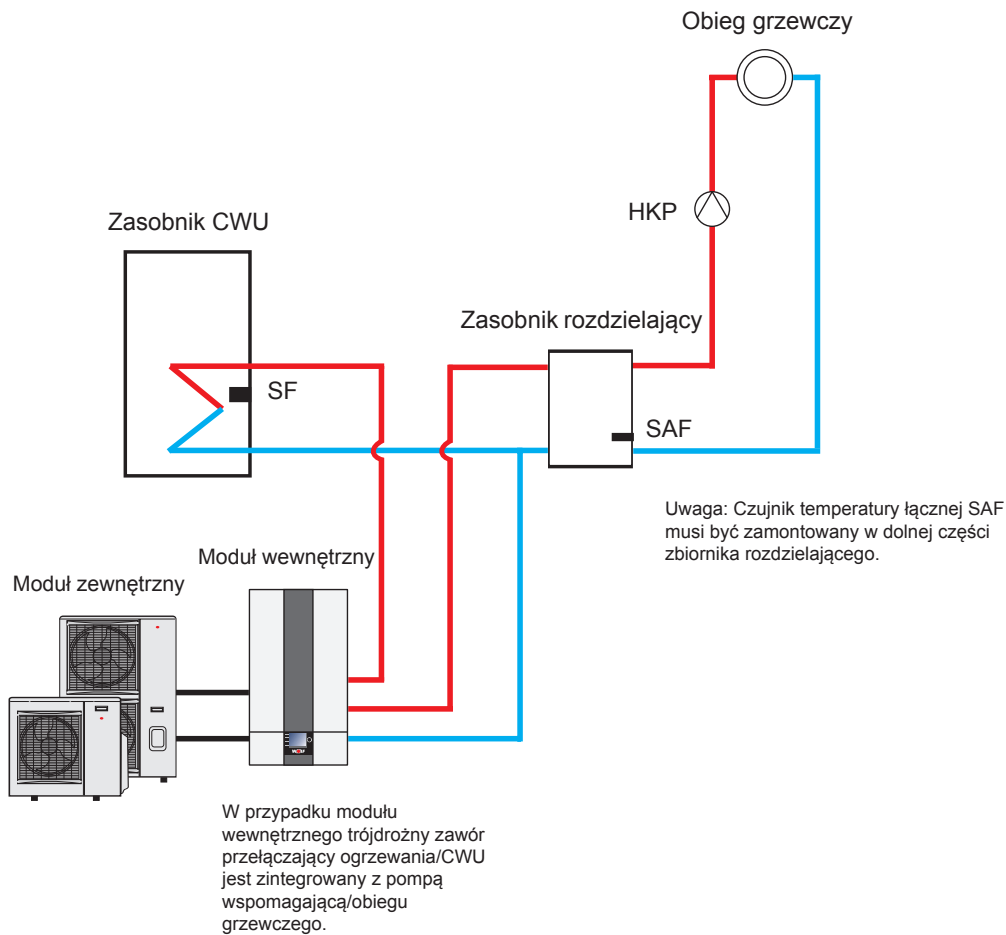 Obieg grzewczy
HKP
Zasobnik CWU
Zasobnik rozdzielający
SF
SAF
Uwaga: Czujnik temperatury łącznej SAF
musi być zamontowany w dolnej części
zbiornika rozdzielającego.
Moduł wewnętrzny
Moduł zewnętrzny
WOLF
W przypadku modułu
wewnętrznego trójdrożny zawór
przełączający ogrzewania/CWU
jest zintegrowany z pompą
wspomagającą/obiegu
grzewczego.